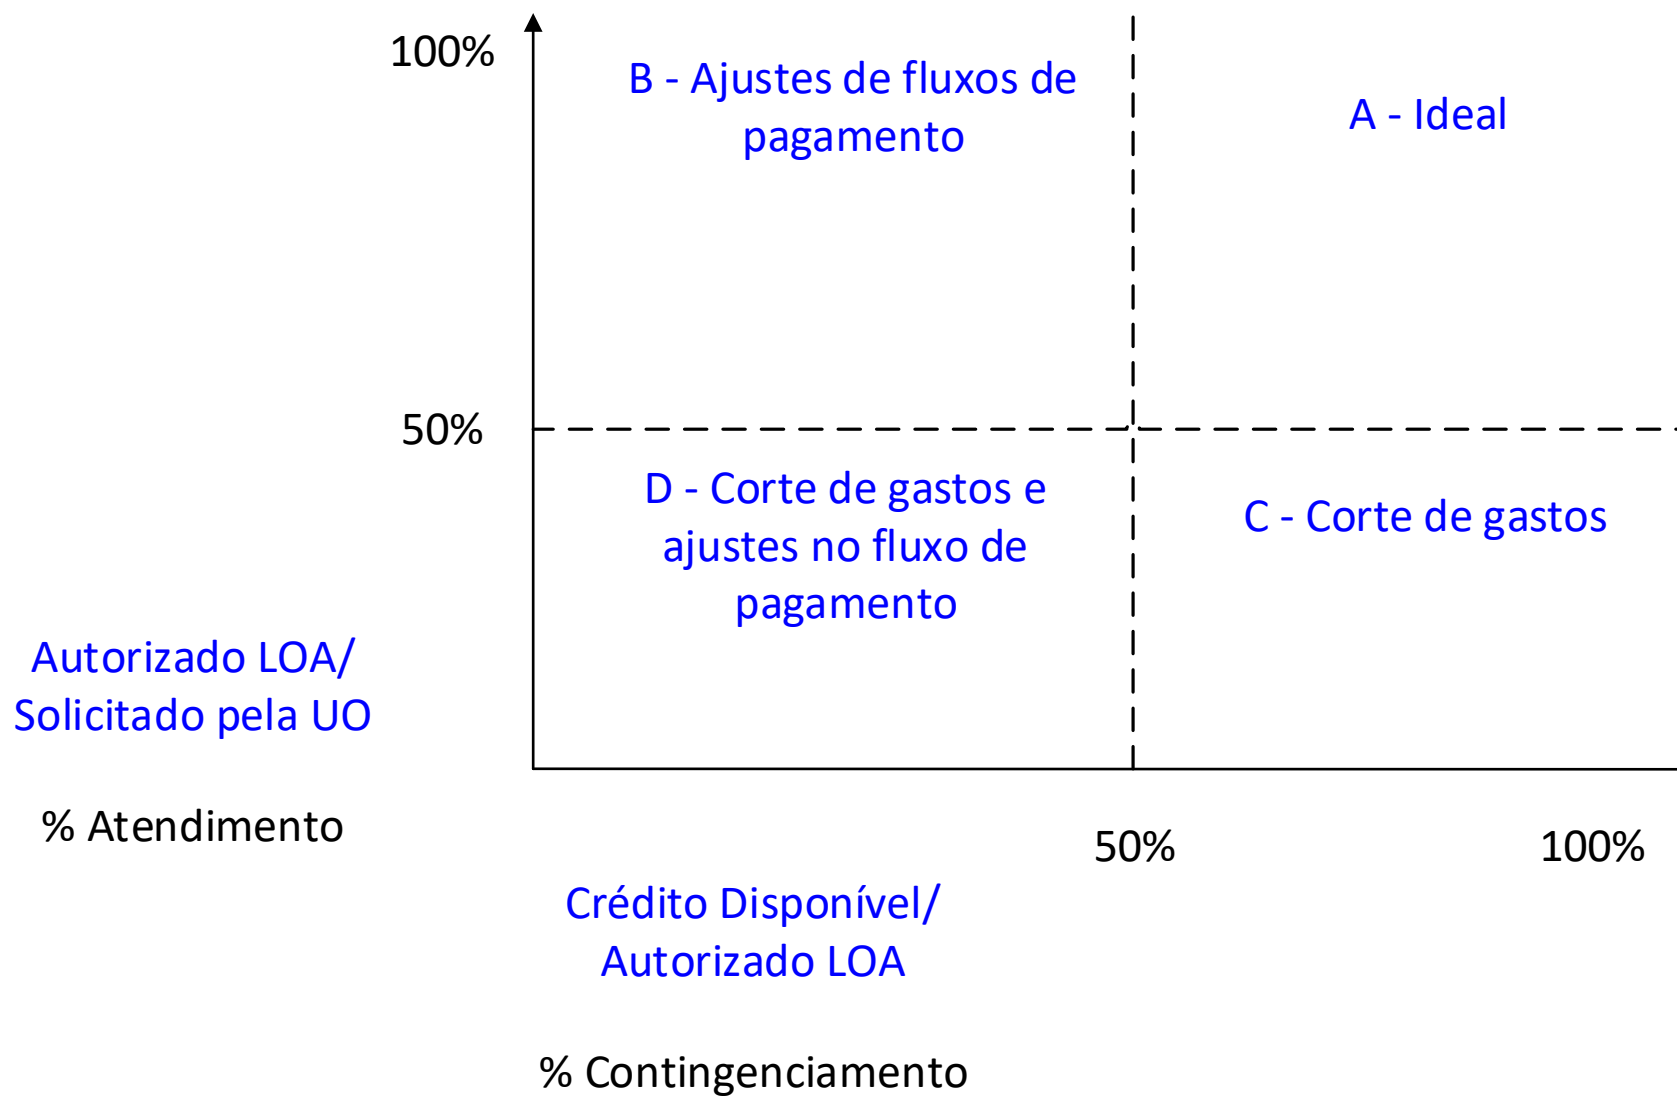 100%
B - Ajustes de fluxos de
pagamento
A - Ideal
50%
D - Corte de gastos e
ajustes no fluxo de
pagamento
C - Corte de gastos
Autorizado LOA/
Solicitado pela UO
% Atendimento
50%
100%
Crédito Disponível/
Autorizado LOA
% Contingenciamento